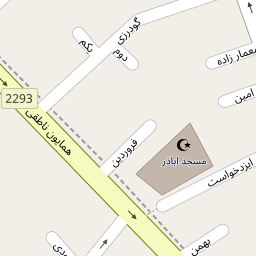 گودرزی
یکم
دوم
معمار زاده
2293
امین
همایون ناطقی
فروردین
مسجد اباذر
ایزدخواست
بهمن